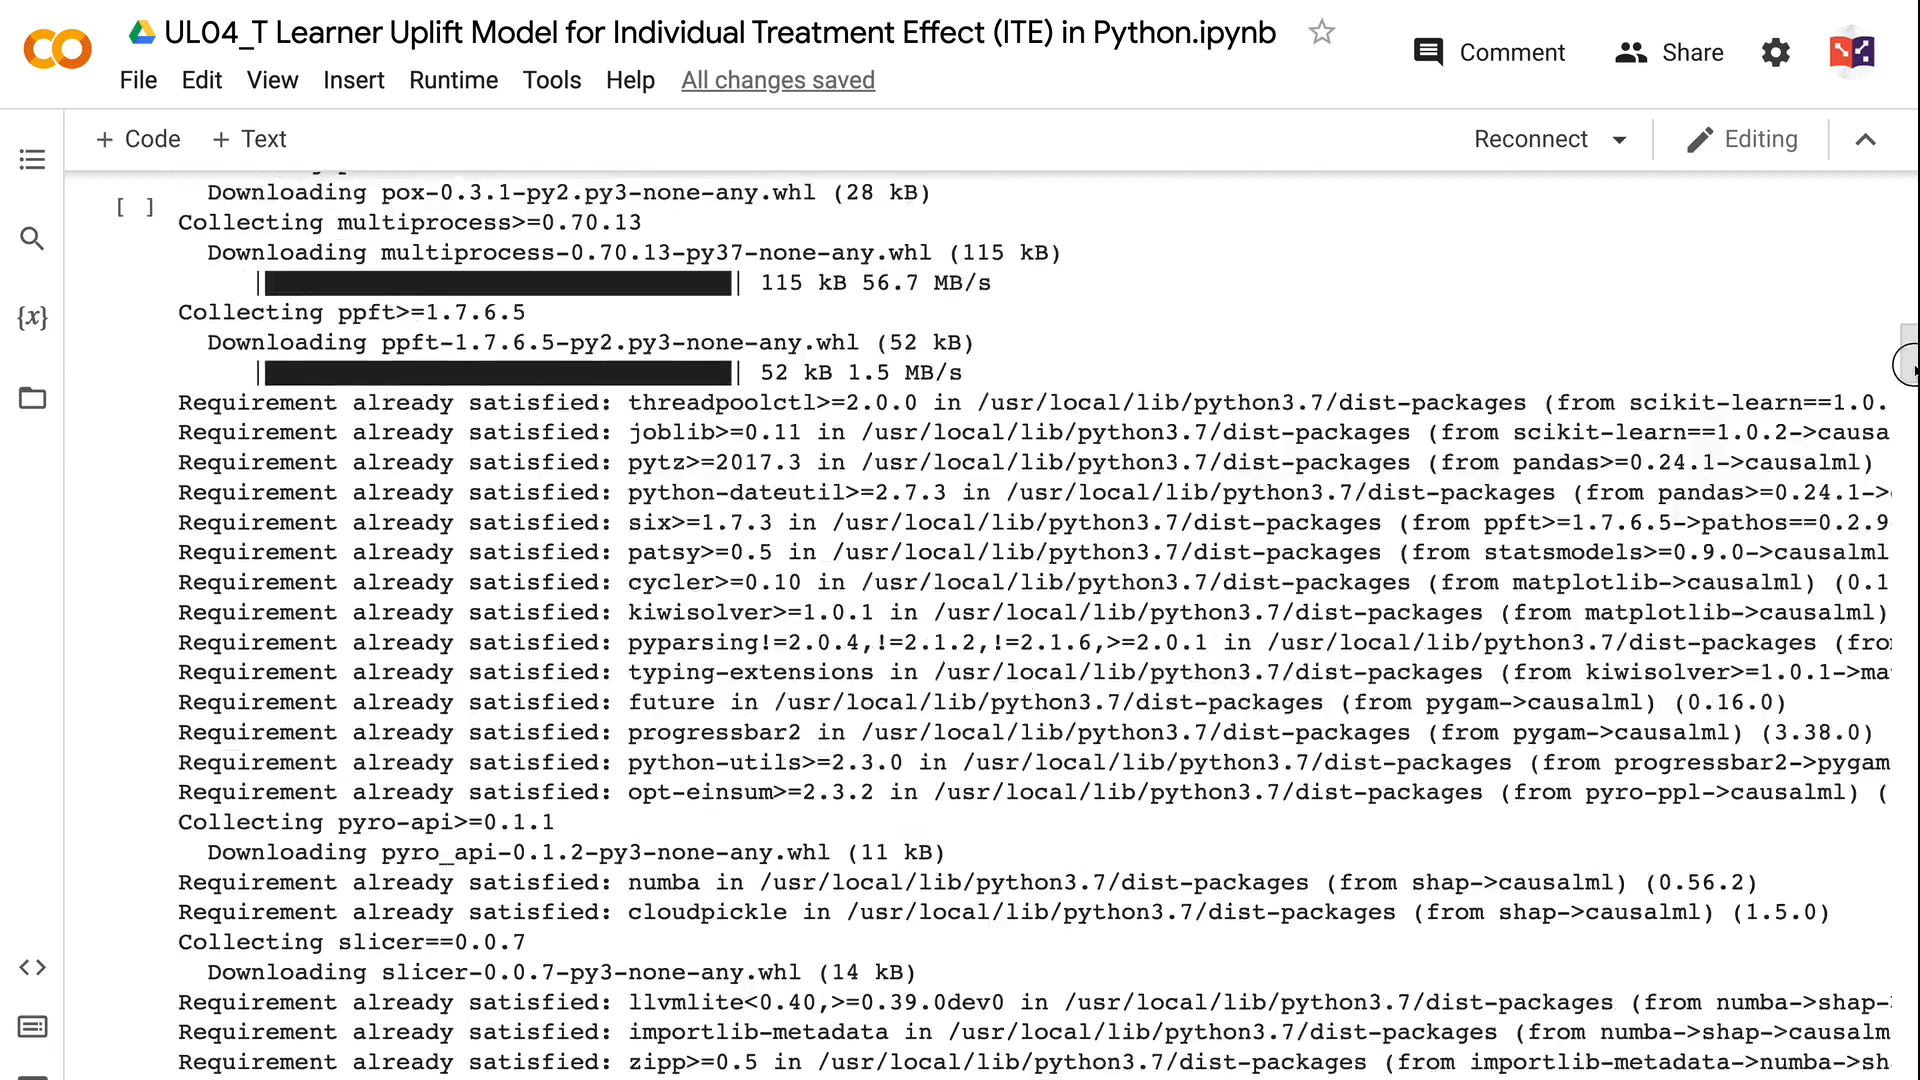 UL04_T Learner Uplift Model for Individual Treatment Effect (ITE) in Python.ipynb
Comment
Share
File Edit View Insert Runtime Tools Help All changes saved
+ Code + Text
Reconnect
Editing
Downloading pox-0.3.1-py2.py3-none-any.whl (28 kB)
[ ]
Collecting multiprocess>=0.70.13
Downloading multiprocess-0.70.13-py37-none-any.whl (115 kB)
|████████████████████████████████| 115 kB 56.7 MB/s
Collecting ppft>=1.7.6.5
Downloading ppft-1.7.6.5-py2.py3-none-any.whl (52 kB)
|████████████████████████████████| 52 kB 1.5 MB/s
Requirement already satisfied: threadpoolctl>=2.0.0 in /usr/local/lib/python3.7/dist-packages (from scikit-learn==1.0.
Requirement already satisfied: joblib>=0.11 in /usr/local/lib/python3.7/dist-packages (from scikit-learn==1.0.2->causa
Requirement already satisfied: pytz>=2017.3 in /usr/local/lib/python3.7/dist-packages (from pandas>=0.24.1->causalml)
Requirement already satisfied: python-dateutil>=2.7.3 in /usr/local/lib/python3.7/dist-packages (from pandas>=0.24.1->
Requirement already satisfied: six>=1.7.3 in /usr/local/lib/python3.7/dist-packages (from ppft>=1.7.6.5->pathos==0.2.9
Requirement already satisfied: patsy>=0.5 in /usr/local/lib/python3.7/dist-packages (from statsmodels>=0.9.0->causalml
Requirement already satisfied: cycler>=0.10 in /usr/local/lib/python3.7/dist-packages (from matplotlib->causalml) (0.1
Requirement already satisfied: kiwisolver>=1.0.1 in /usr/local/lib/python3.7/dist-packages (from matplotlib->causalml)
Requirement already satisfied: pyparsing!=2.0.4,!=2.1.2,!=2.1.6,>=2.0.1 in /usr/local/lib/python3.7/dist-packages (fro
Requirement already satisfied: typing-extensions in /usr/local/lib/python3.7/dist-packages (from kiwisolver>=1.0.1->ma
Requirement already satisfied: future in /usr/local/lib/python3.7/dist-packages (from pygam->causalml) (0.16.0)
Requirement already satisfied: progressbar2 in /usr/local/lib/python3.7/dist-packages (from pygam->causalml) (3.38.0)
Requirement already satisfied: python-utils>=2.3.0 in /usr/local/lib/python3.7/dist-packages (from progressbar2->pygam
Requirement already satisfied: opt-einsum>=2.3.2 in /usr/local/lib/python3.7/dist-packages (from pyro-ppl->causalml) (
Collecting pyro-api>=0.1.1
Downloading pyro_api-0.1.2-py3-none-any.whl (11 kB)
Requirement already satisfied: numba in /usr/local/lib/python3.7/dist-packages (from shap->causalml) (0.56.2)
Requirement already satisfied: cloudpickle in /usr/local/lib/python3.7/dist-packages (from shap->causalml) (1.5.0)
Collecting slicer==0.0.7
Downloading slicer-0.0.7-py3-none-any.whl (14 kB)
Requirement already satisfied: llvmlite<0.40,>=0.39.0dev0 in /usr/local/lib/python3.7/dist-packages (from numba->shap-
Requirement already satisfied: importlib-metadata in /usr/local/lib/python3.7/dist-packages (from numba->shap->causalm
Requirement already satisfied: zipp>=0.5 in /usr/local/lib/python3.7/dist-packages (from importlib-metadata->numba->sh